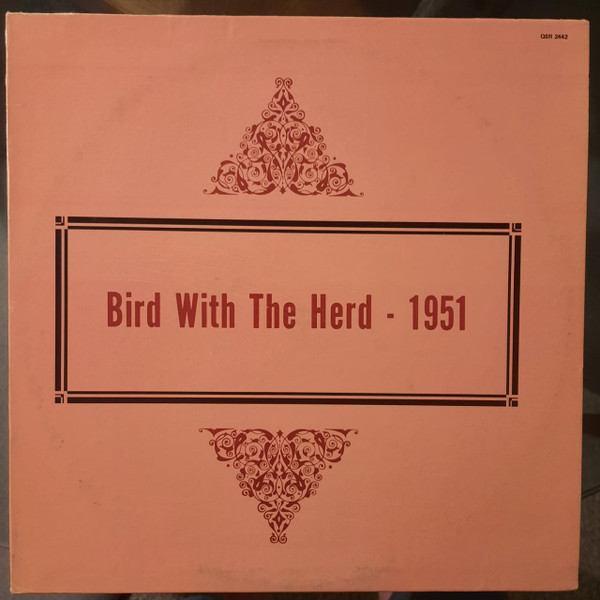 QSR 2442
Bird With The Herd - 1951